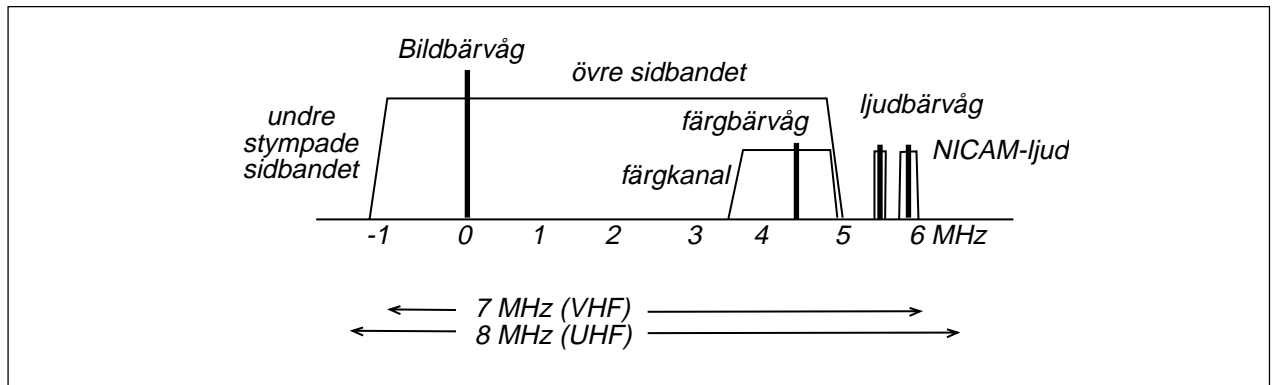 Bildbärvåg
övre sidbandet
undre
stympade
sidbandet
ljudbärvåg
färgbärvåg
NICAM-ljud
färgkanal
-1 0 1 2 3 4 5 6 MHz
7 MHz (VHF)
8 MHz (UHF)